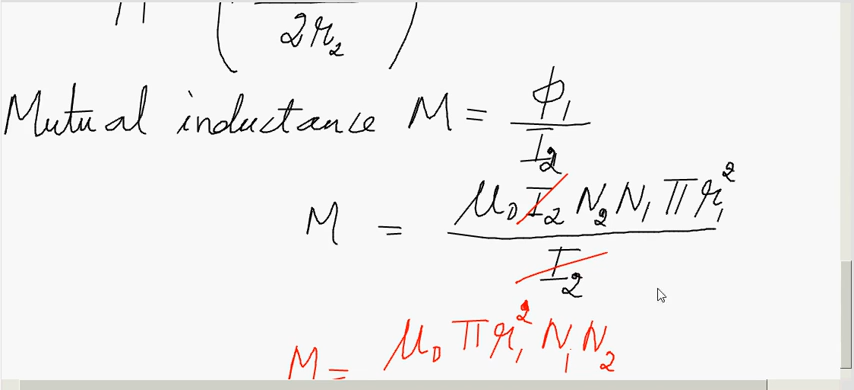 2r₂
Mutual inductance M = ϕ₁ / I₂
M = μ₀ I₂ N₂ N₁ π r₁² / I₂
M = μ₀ π r₁² N₁ N₂